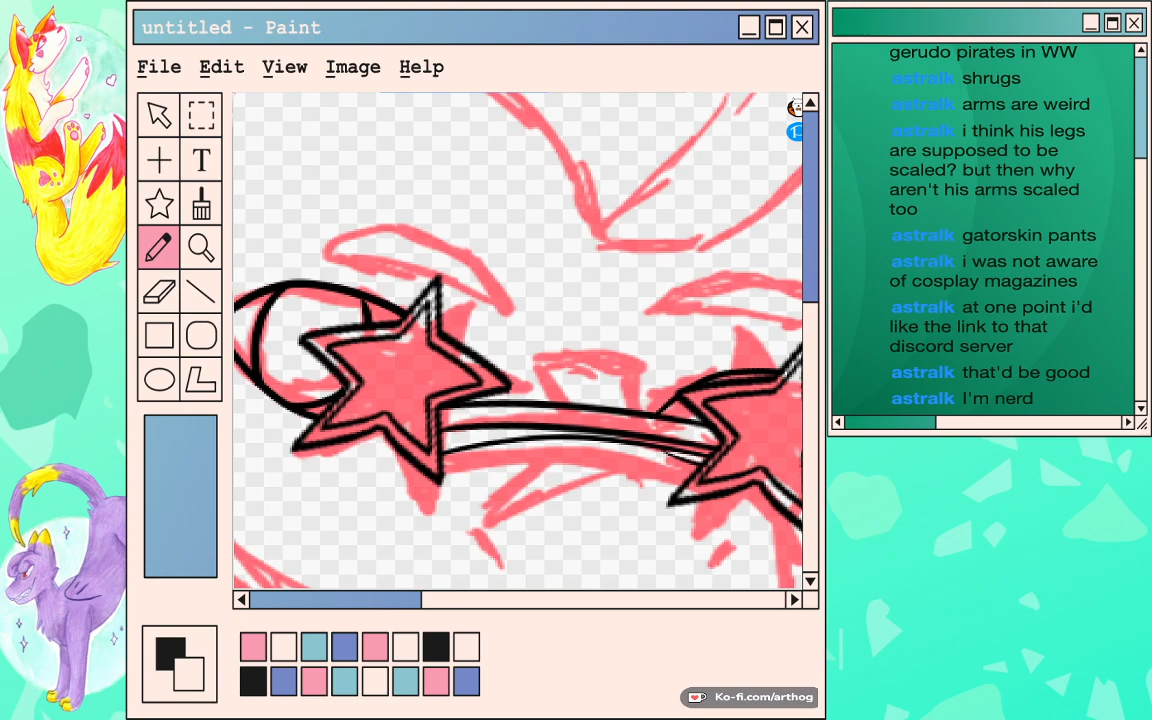 untitled - Paint
File Edit View Image Help
T
Ko-fi.com/arthog
gerudo pirates in WW
astralk shrugs
astralk arms are weird
astralk i think his legs
are supposed to be
scaled? but then why
aren't his arms scaled
too
astralk gatorskin pants
astralk i was not aware
of cosplay magazines
astralk at one point i'd
like the link to that
discord server
astralk that'd be good
astralk I'm nerd